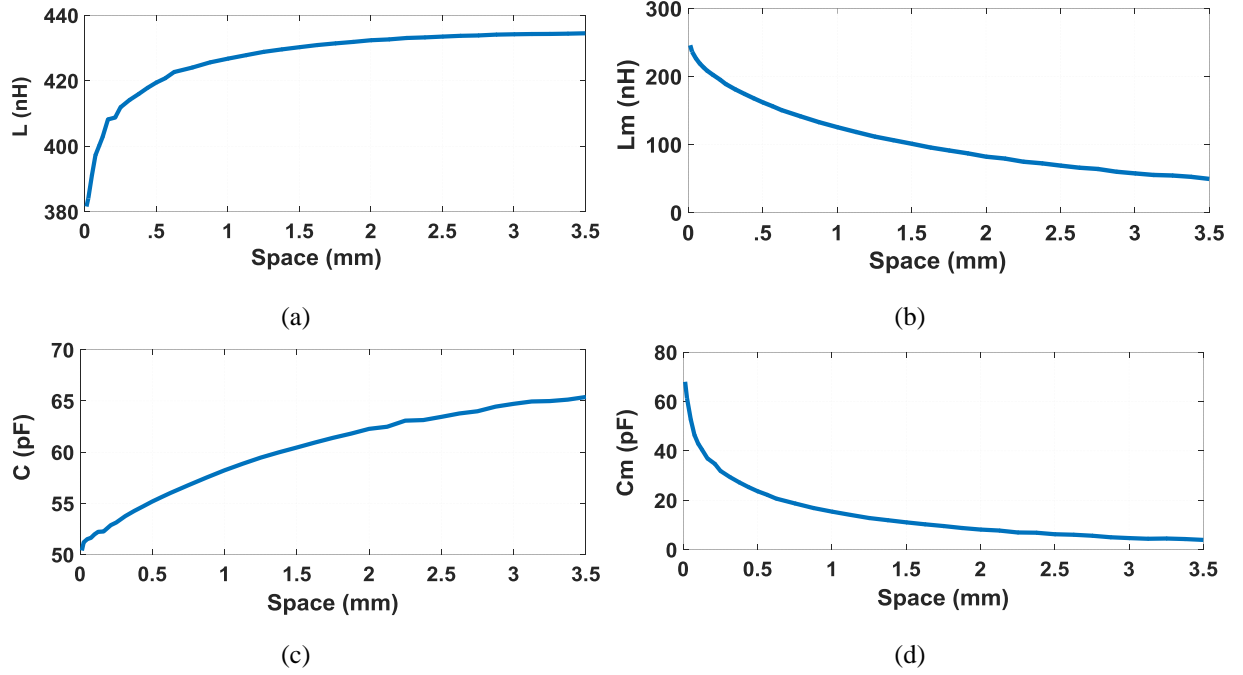 440
420
400
380
L (nH)
0 .5 1 1.5 2 2.5 3 3.5
Space (mm)
(a)
300
200
100
0
Lm (nH)
0 .5 1 1.5 2 2.5 3 3.5
Space (mm)
(b)
70
65
60
55
50
C (pF)
0 0.5 1 1.5 2 2.5 3 3.5
Space (mm)
(c)
80
60
40
20
0
Cm (pF)
0 0.5 1 1.5 2 2.5 3 3.5
Space (mm)
(d)